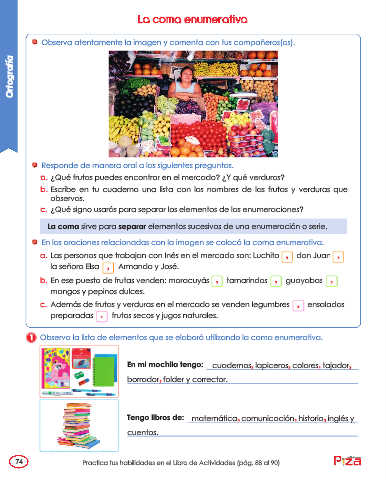 La coma enumerativa
Ortografía
Observa atentamente la imagen y comenta con tus compañeros(as).
Responde de manera oral a las siguientes preguntas.
a. ¿Qué frutas puedes encontrar en el mercado? ¿Y qué verduras?
b. Escribe en tu cuaderno una lista con los nombres de las frutas y verduras que
observas.
c. ¿Qué signo usarás para separar los elementos de las enumeraciones?
La coma sirve para separar elementos sucesivos de una enumeración o serie.
En las oraciones relacionadas con la imagen se colocó la coma enumerativa.
a. Las personas que trabajan con Inés en el mercado son: Luchito , don Juan ,
la señora Elsa , Armando y José.
b. En ese puesto de frutas venden: maracuyás , tamarindos , guayabas ,
mangos y pepinos dulces.
c. Además de frutas y verduras en el mercado se venden legumbres , ensaladas
preparadas , frutos secos y jugos naturales.
1 Observa la lista de elementos que se elaboró utilizando la coma enumerativa.
En mi mochila tengo: cuadernos, lapiceros, colores, tajador,
borrador, folder y corrector.
Tengo libros de: matemática, comunicación, historia, inglés y
cuentos.
74
Practica tus habilidades en el Libro de Actividades (pág. 88 al 90)